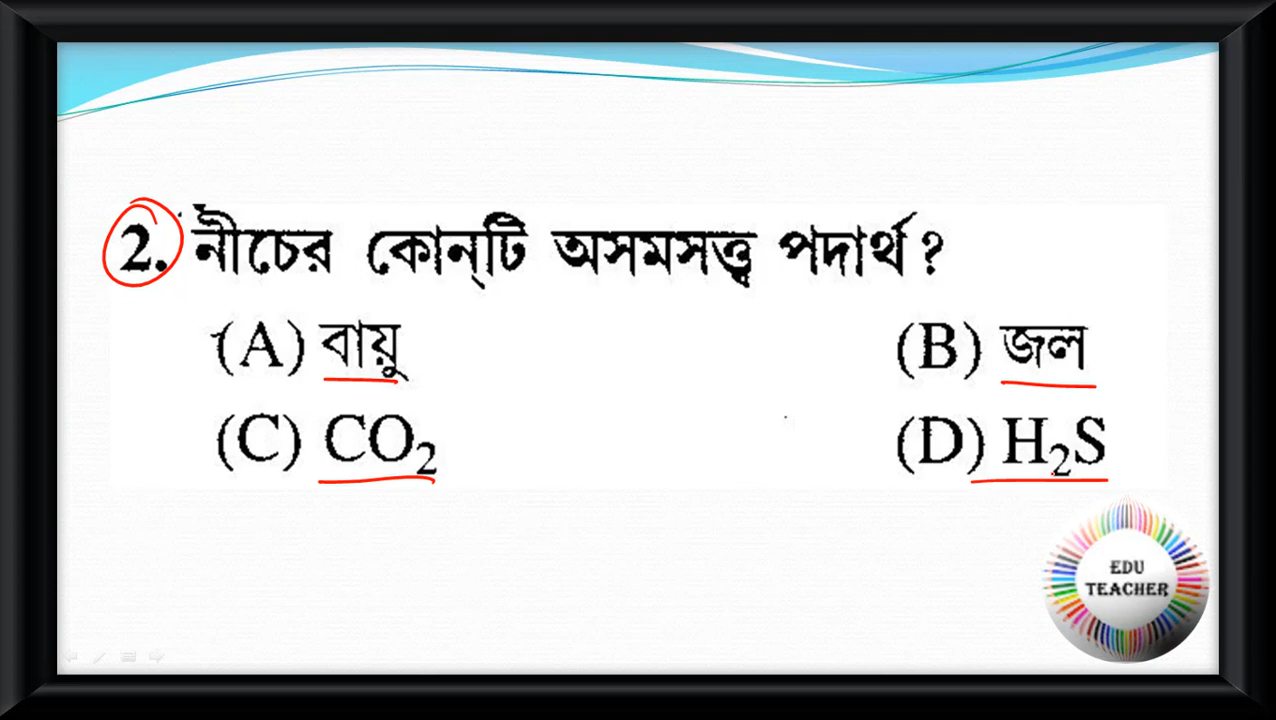 2. নীচের কোন্‌টি অসমসত্ত্ব পদার্থ ?
(A) বায়ু (B) জল
(C) CO₂ (D) H₂S
EDU
TEACHER